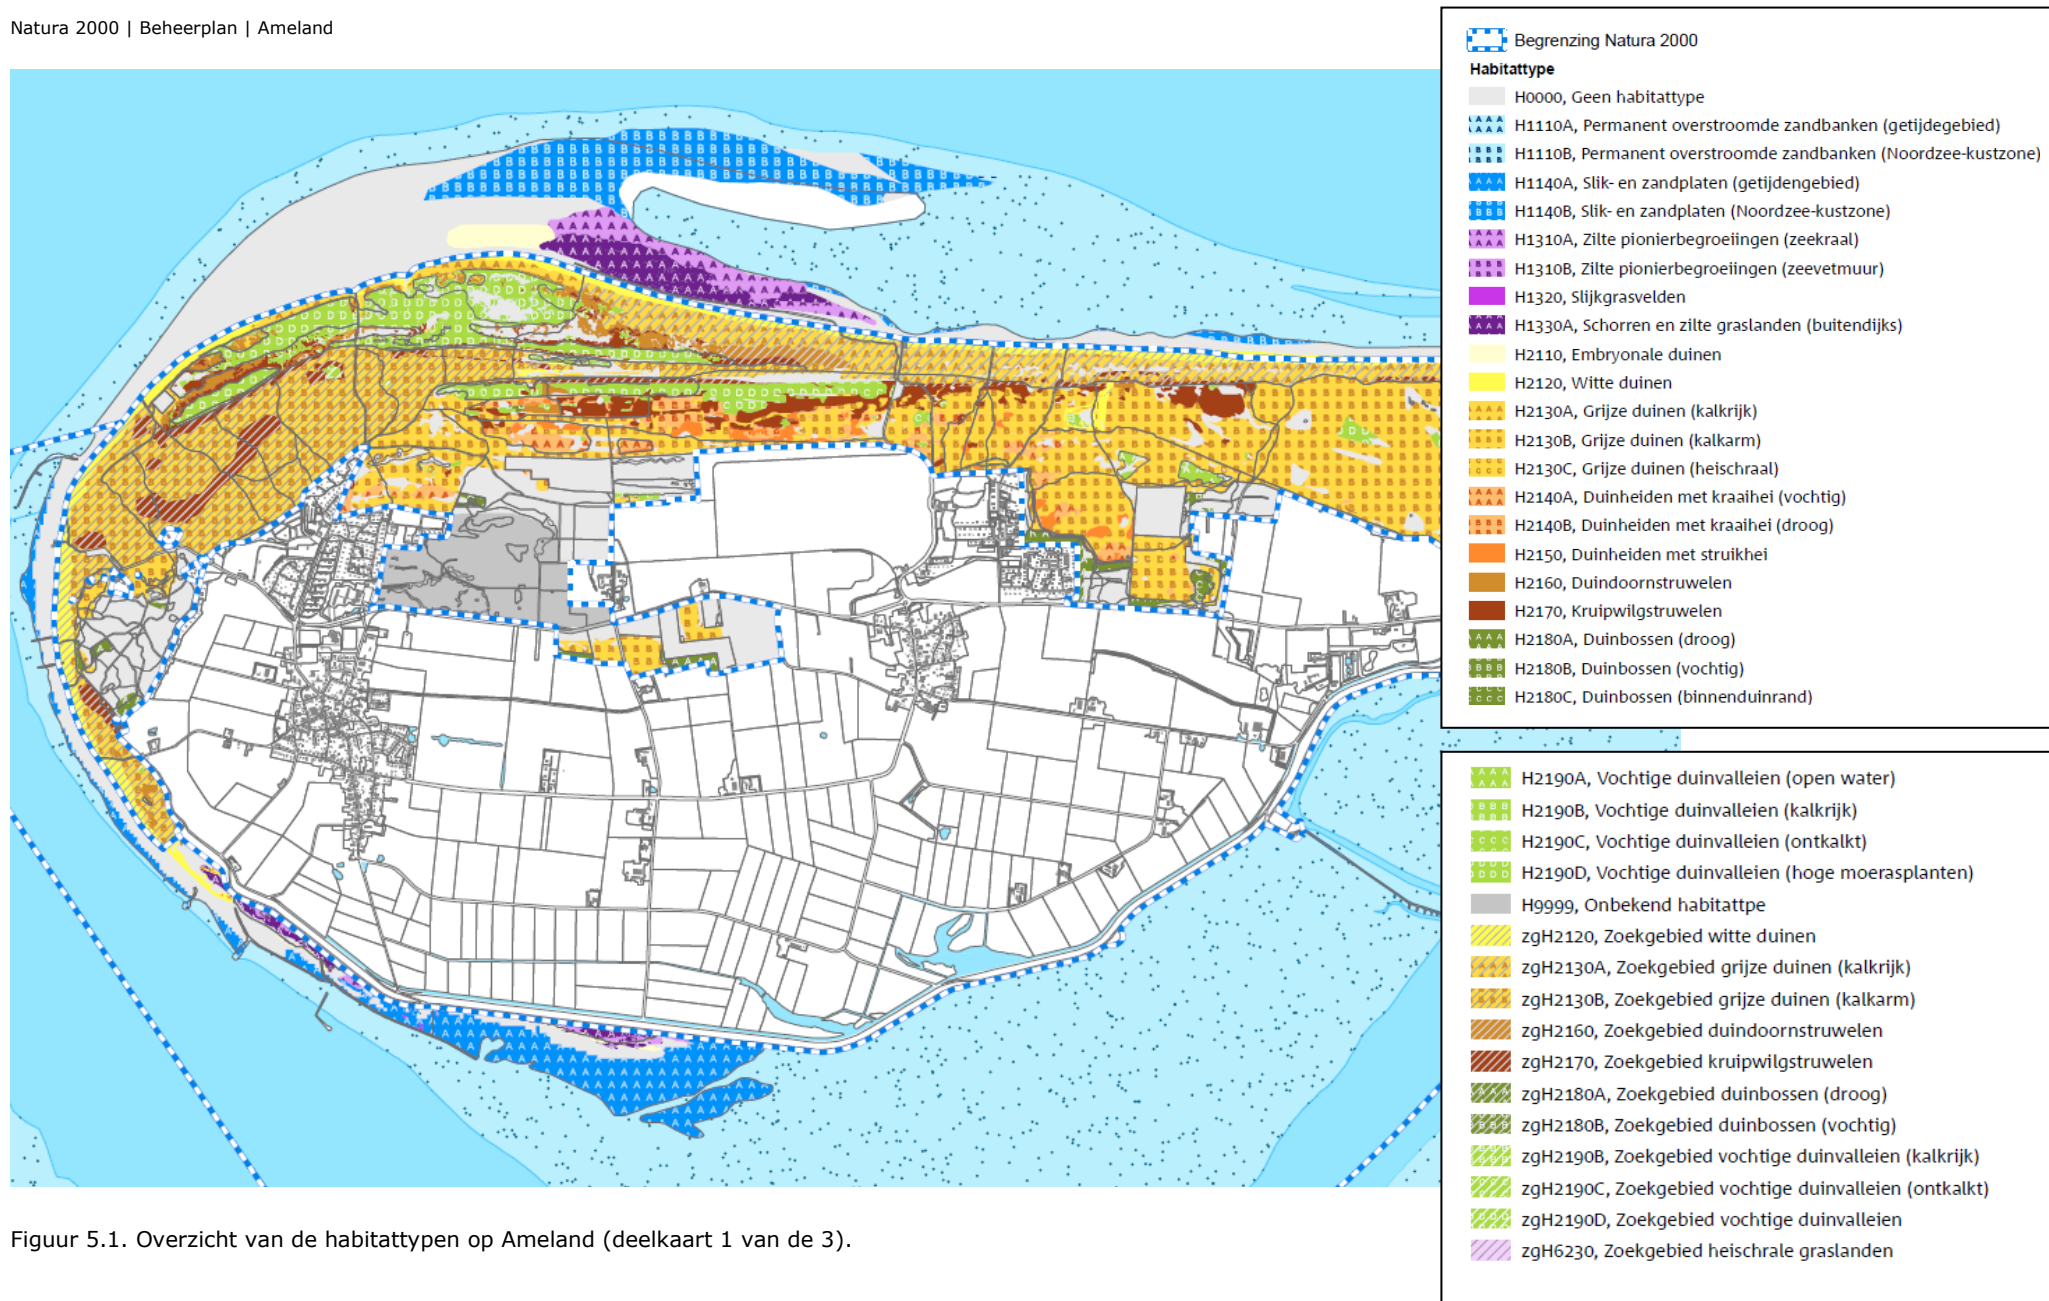 Natura 2000 | Beheerplan | Ameland
Begrenzing Natura 2000
Habitattype
H0000, Geen habitattype
H1110A, Permanent overstroomde zandbanken (getijdegebied)
H1110B, Permanent overstroomde zandbanken (Noordzee-kustzone)
H1140A, Slik- en zandplaten (getijdengebied)
H1140B, Slik- en zandplaten (Noordzee-kustzone)
H1310A, Zilte pionierbegroeiingen (zeekraal)
H1310B, Zilte pionierbegroeiingen (zeevetmuur)
H1320, Slijkgrasvelden
H1330A, Schorren en zilte graslanden (buitendijks)
H2110, Embryonale duinen
H2120, Witte duinen
H2130A, Grijze duinen (kalkrijk)
H2130B, Grijze duinen (kalkarm)
H2130C, Grijze duinen (heischraal)
H2140A, Duinheiden met kraaihei (vochtig)
H2140B, Duinheiden met kraaihei (droog)
H2150, Duinheiden met struikhei
H2160, Duindoornstruwelen
H2170, Kruipwilgstruwelen
H2180A, Duinbossen (droog)
H2180B, Duinbossen (vochtig)
H2180C, Duinbossen (binnenduinrand)
H2190A, Vochtige duinvalleien (open water)
H2190B, Vochtige duinvalleien (kalkrijk)
H2190C, Vochtige duinvalleien (ontkalkt)
H2190D, Vochtige duinvalleien (hoge moerasplanten)
H9999, Onbekend habitattpe
zgH2120, Zoekgebied witte duinen
zgH2130A, Zoekgebied grijze duinen (kalkrijk)
zgH2130B, Zoekgebied grijze duinen (kalkarm)
zgH2160, Zoekgebied duindoornstruwelen
zgH2170, Zoekgebied kruipwilgstruwelen
zgH2180A, Zoekgebied duinbossen (droog)
zgH2180B, Zoekgebied duinbossen (vochtig)
zgH2190B, Zoekgebied vochtige duinvalleien (kalkrijk)
zgH2190C, Zoekgebied vochtige duinvalleien (ontkalkt)
zgH2190D, Zoekgebied vochtige duinvalleien
zgH6230, Zoekgebied heischrale graslanden
Figuur 5.1. Overzicht van de habitattypen op Ameland (deelkaart 1 van de 3).